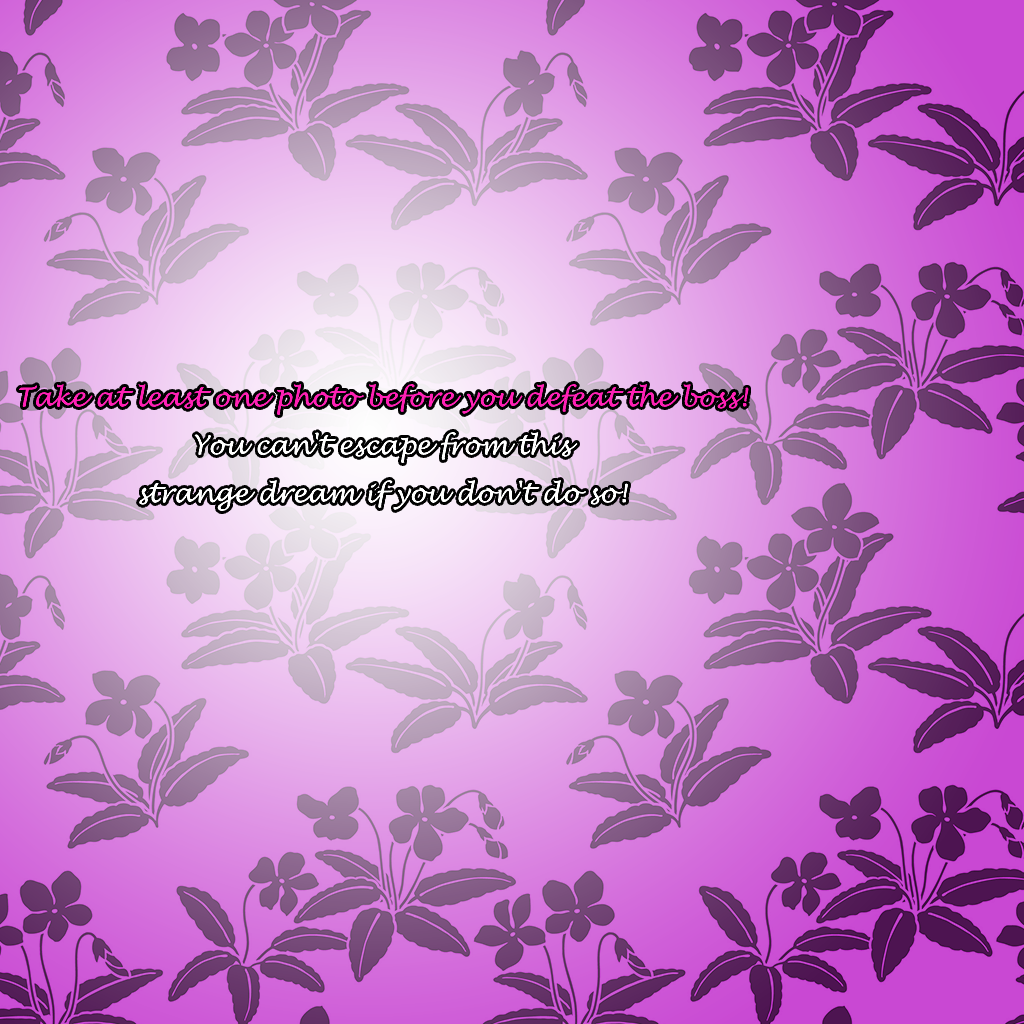 Take at least one photo before you defeat the boss!
You can't escape from this
strange dream if you don't do so!